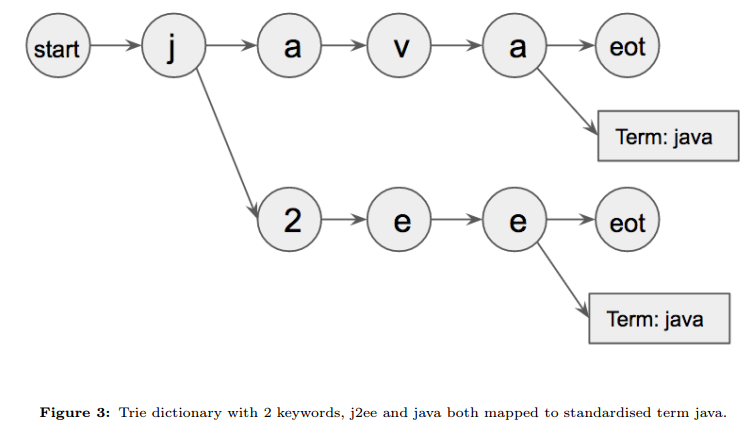 start j a v a eot
Term: java
2 e e eot
Term: java
Figure 3: Trie dictionary with 2 keywords, j2ee and java both mapped to standardised term java.